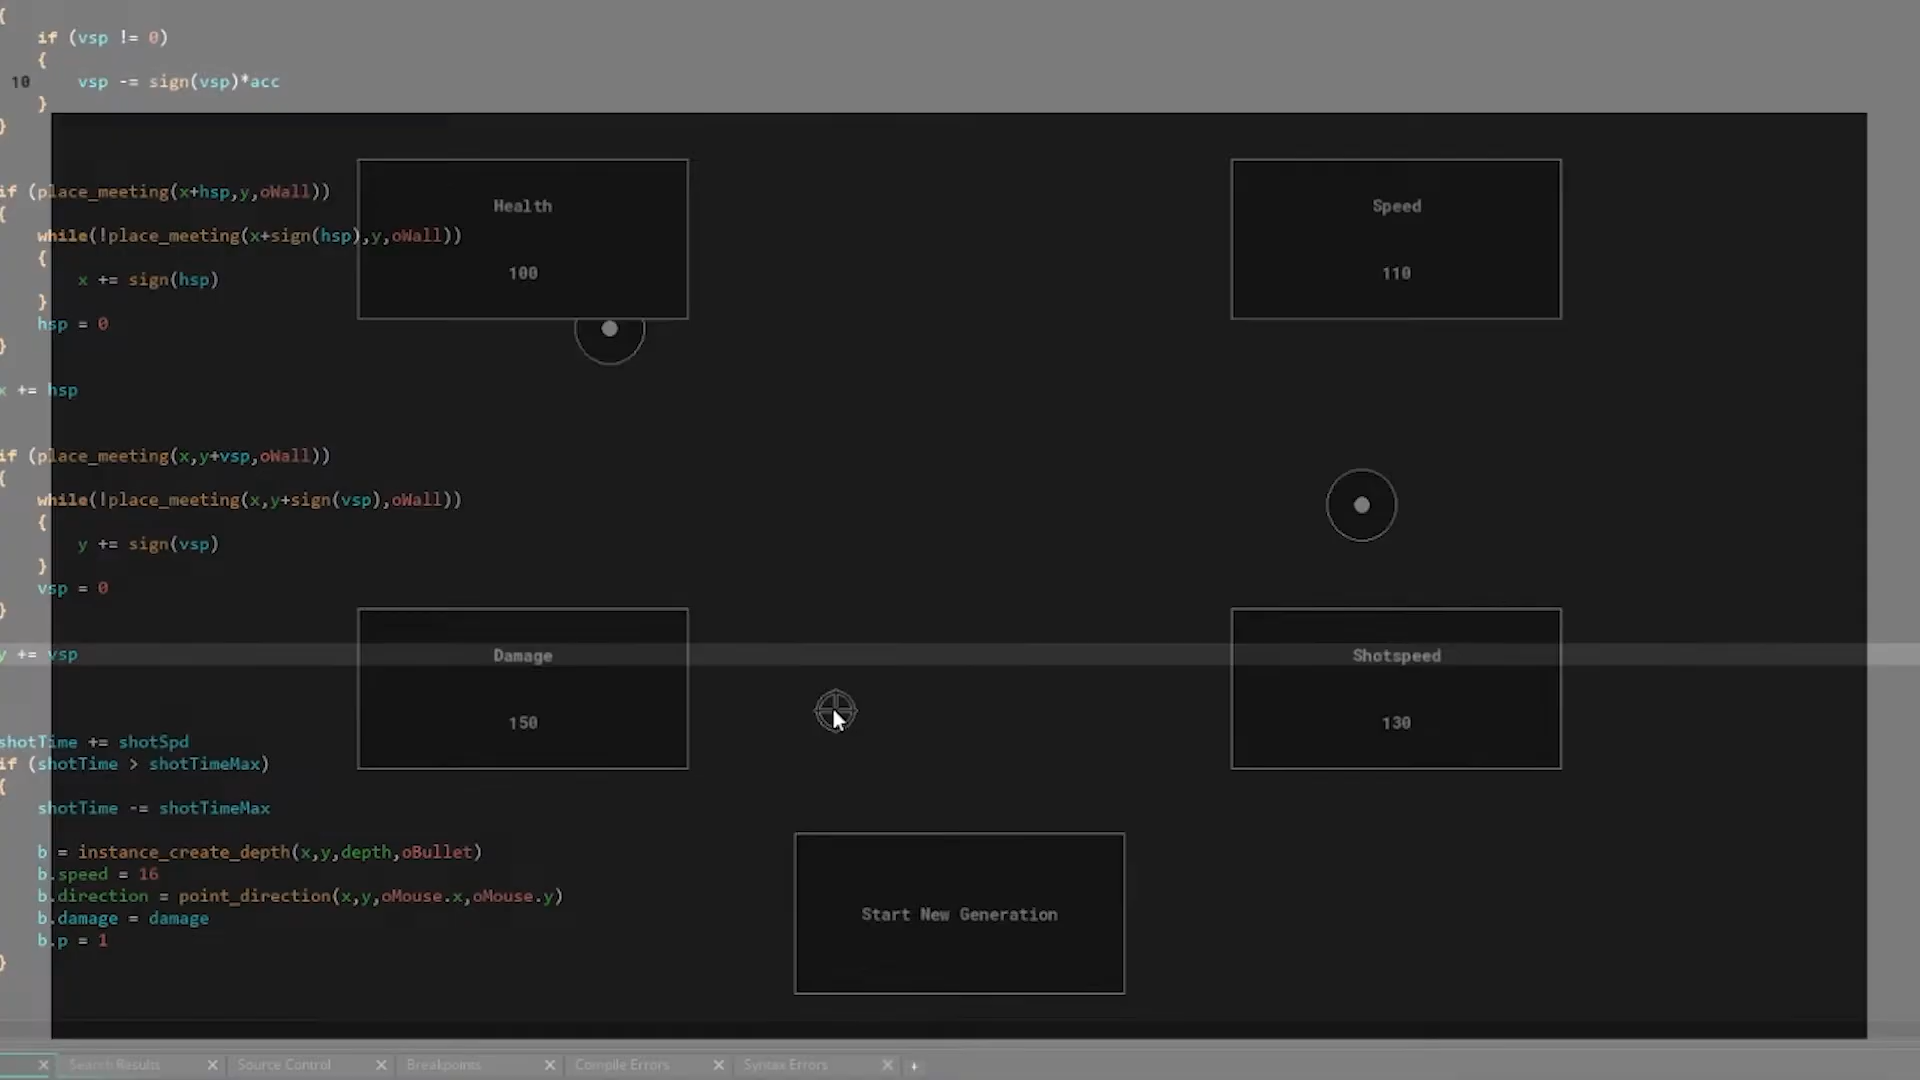 {
if (vsp != 0)
{
10 vsp -= sign(vsp)*acc
}
}
if (place_meeting(x+hsp,y,oWall))
{
while(!place_meeting(x+sign(hsp),y,oWall))
{
x += sign(hsp)
}
hsp = 0
}
x += hsp
if (place_meeting(x,y+vsp,oWall))
{
while(!place_meeting(x,y+sign(vsp),oWall))
{
y += sign(vsp)
}
vsp = 0
}
y += vsp
shotTime += shotSpd
if (shotTime > shotTimeMax)
{
shotTime -= shotTimeMax
b = instance_create_depth(x,y,depth,oBullet)
b.speed = 16
b.direction = point_direction(x,y,oMouse.x,oMouse.y)
b.damage = damage
b.p = 1
}
Health
100
Speed
110
Damage
150
Shotspeed
130
Start New Generation
Search Results
Source Control
Breakpoints
Compile Errors
Syntax Errors